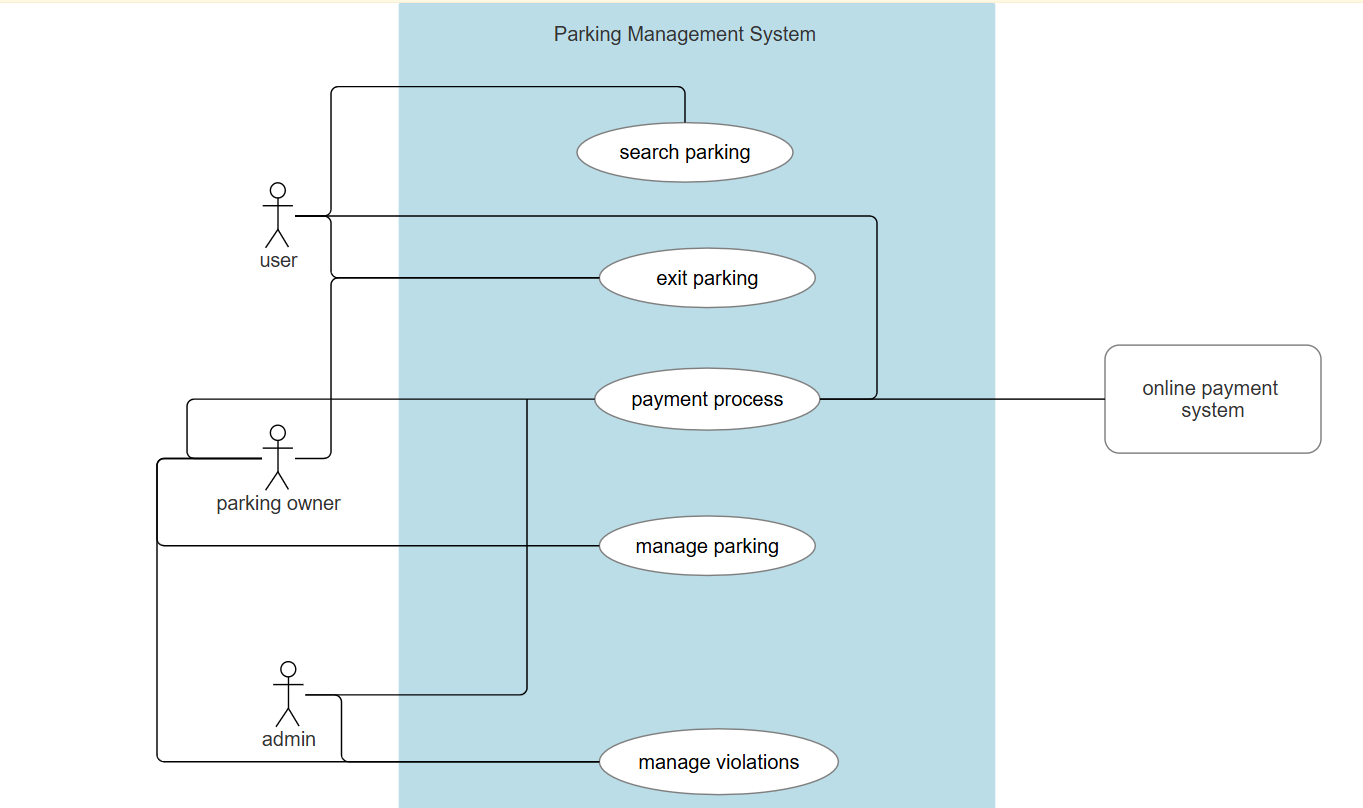 Parking Management System
search parking
user
exit parking
payment process
online payment
system
parking owner
manage parking
admin
manage violations